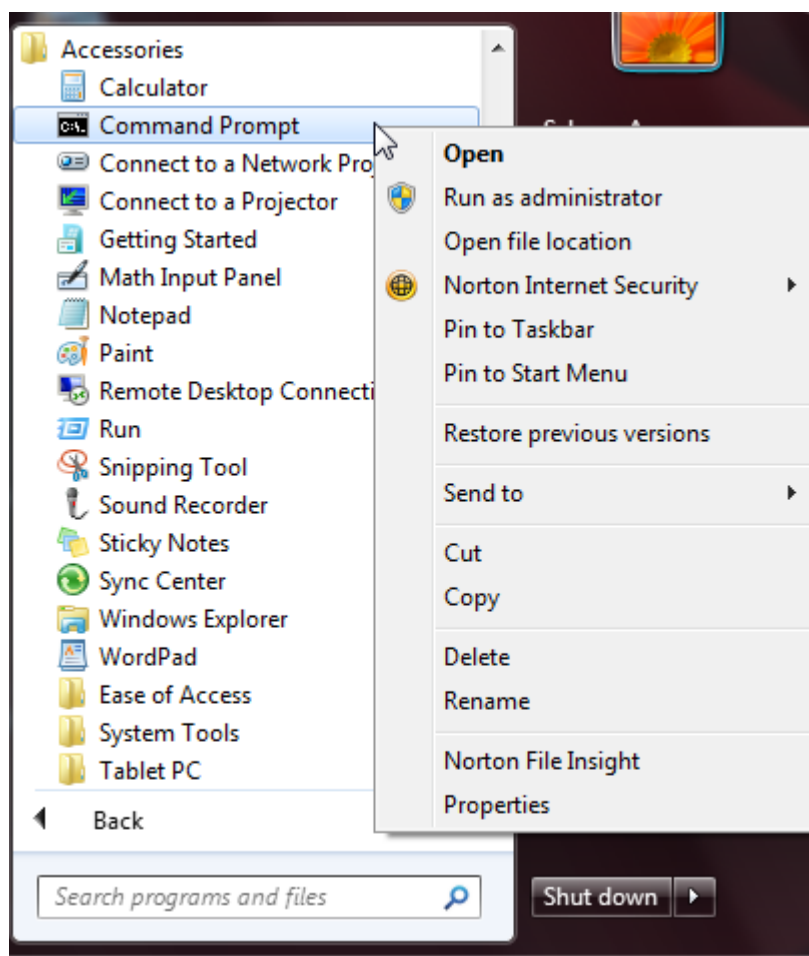 Accessories
Calculator
Command Prompt
Connect to a Network Pro
Connect to a Projector
Getting Started
Math Input Panel
Notepad
Paint
Remote Desktop Connecti
Run
Snipping Tool
Sound Recorder
Sticky Notes
Sync Center
Windows Explorer
WordPad
Ease of Access
System Tools
Tablet PC
Back
Search programs and files
Open
Run as administrator
Open file location
Norton Internet Security
Pin to Taskbar
Pin to Start Menu
Restore previous versions
Send to
Cut
Copy
Delete
Rename
Norton File Insight
Properties
Shut down